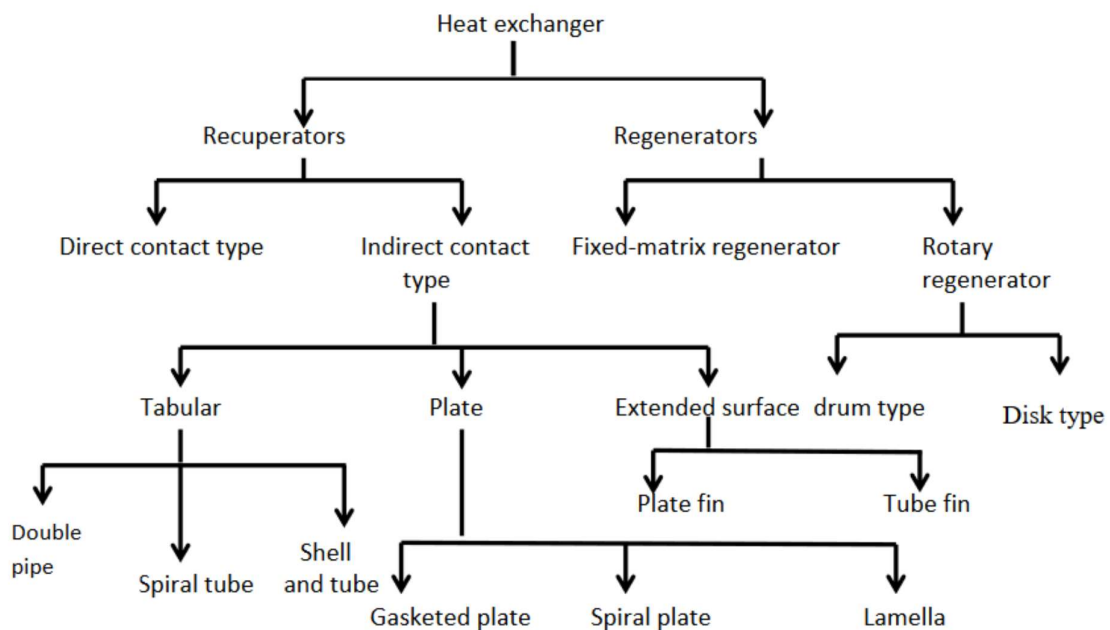 Heat exchanger
Recuperators
Regenerators
Direct contact type
Indirect contact
type
Fixed-matrix regenerator
Rotary
regenerator
Tabular
Plate
Extended surface
drum type
Disk type
Double
pipe
Spiral tube
Shell
and tube
Plate fin
Tube fin
Gasketed plate
Spiral plate
Lamella